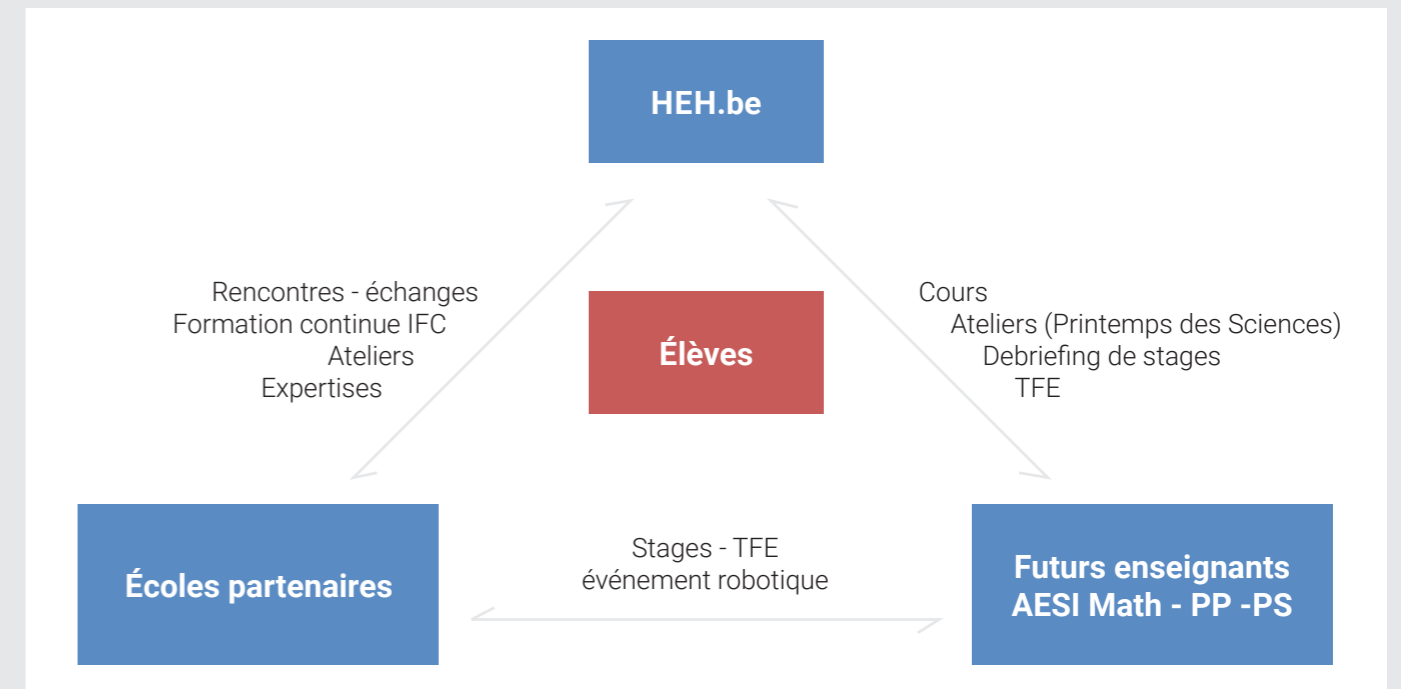 HEH.be
Rencontres - échanges
Formation continue IFC
Ateliers
Expertises
Élèves
Cours
Ateliers (Printemps des Sciences)
Debriefing de stages
TFE
Écoles partenaires
Stages - TFE
événement robotique
Futurs enseignants
AESI Math - PP -PS